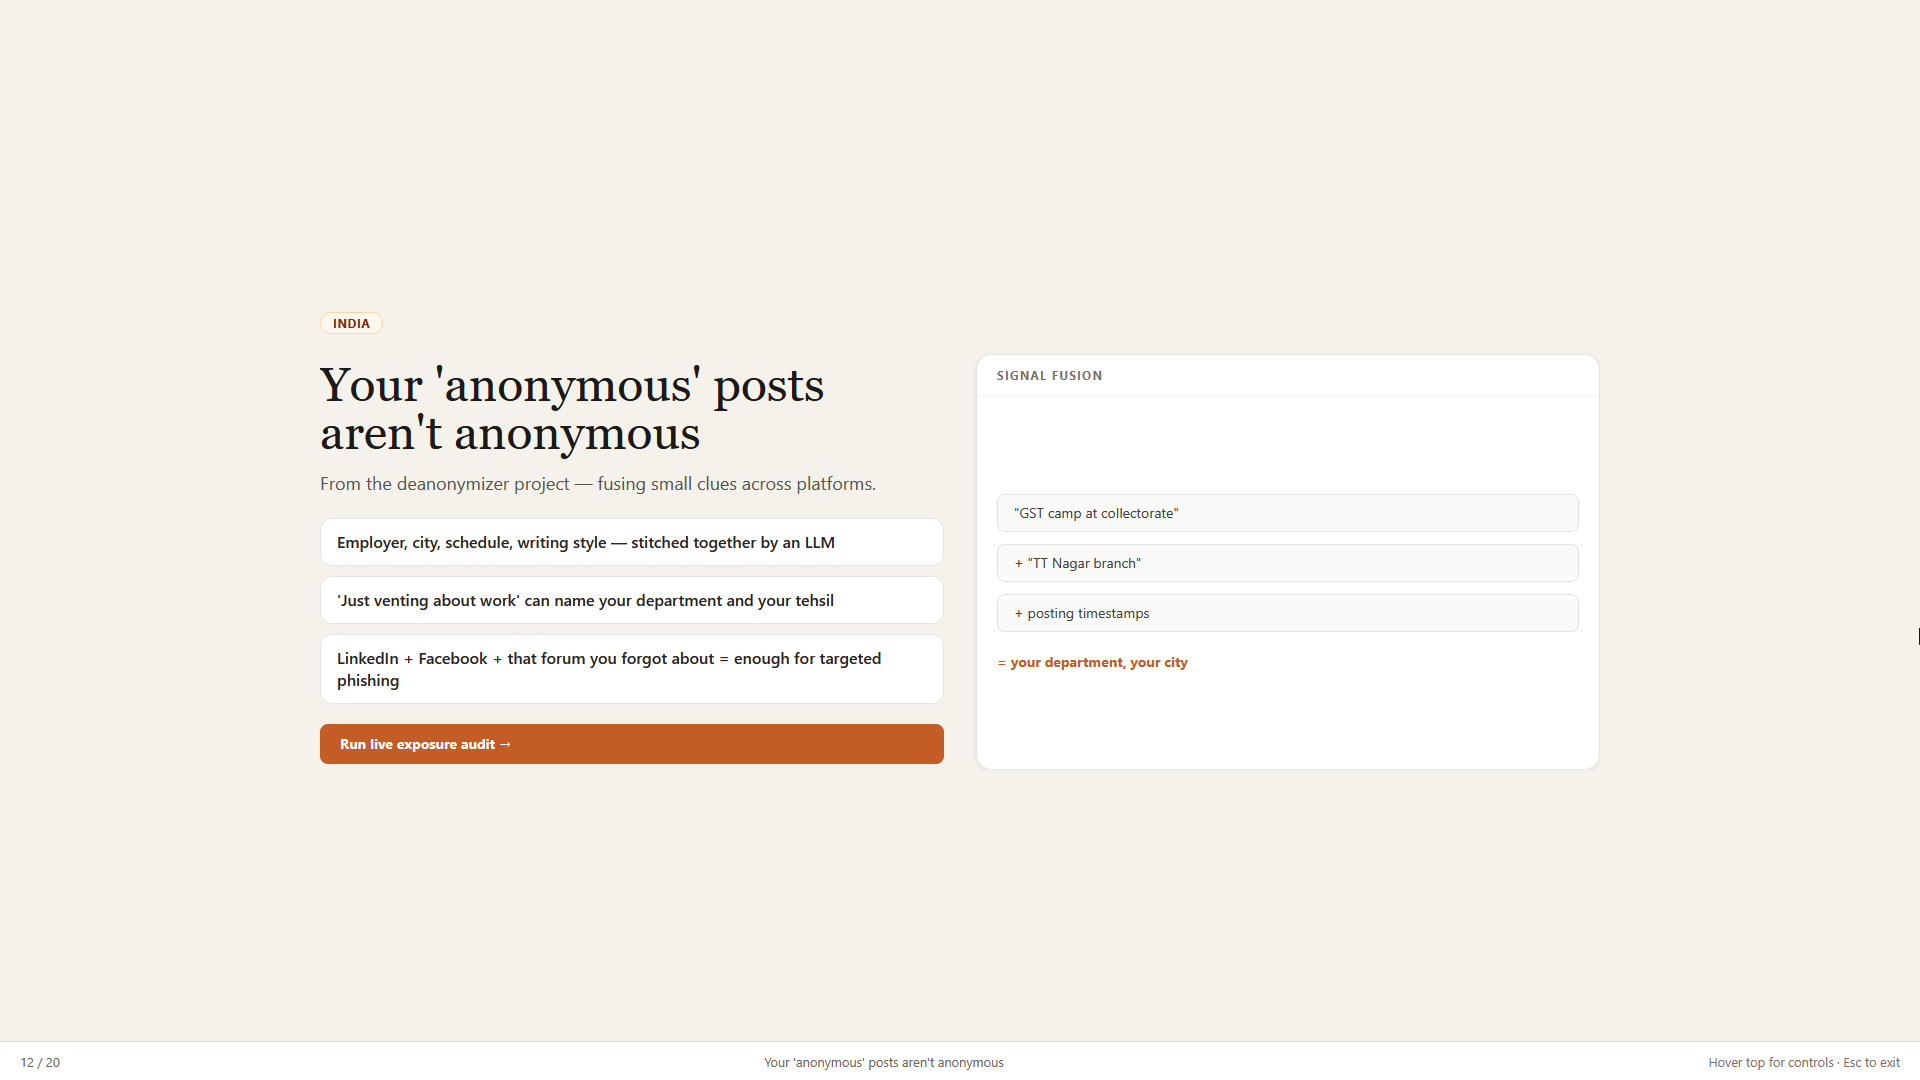 INDIA
Your 'anonymous' posts
aren't anonymous
From the deanonymizer project — fusing small clues across platforms.
Employer, city, schedule, writing style — stitched together by an LLM
'Just venting about work' can name your department and your tehsil
LinkedIn + Facebook + that forum you forgot about = enough for targeted
phishing
Run live exposure audit →
SIGNAL FUSION
"GST camp at collectorate"
+ "TT Nagar branch"
+ posting timestamps
= your department, your city
12 / 20
Your 'anonymous' posts aren't anonymous
Hover top for controls · Esc to exit